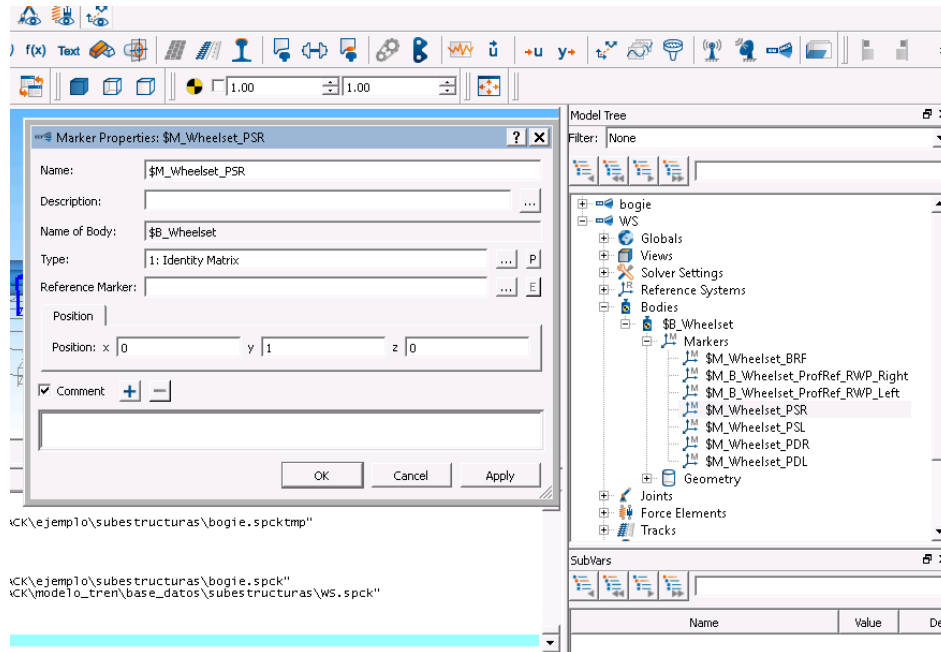 f(x) Text
u +u y+
1.00 1.00
Model Tree
Marker Properties: $M_Wheelset_PSR
Filter: None
Name: $M_Wheelset_PSR
Description: ...
Name of Body: $B_Wheelset
Type: 1: Identity Matrix ... P
Reference Marker: ... E
Position
Position: x 0 y 1 z 0
Comment
OK Cancel Apply
bogie
WS
Globals
Views
Solver Settings
Reference Systems
Bodies
$B_Wheelset
Markers
$M_Wheelset_BRF
$M_B_Wheelset_ProfRef_RWP_Right
$M_B_Wheelset_ProfRef_RWP_Left
$M_Wheelset_PSR
$M_Wheelset_PSL
$M_Wheelset_PDR
$M_Wheelset_PDL
Geometry
Joints
Force Elements
Tracks
ACK\ejemplo\subestructuras\bogie.spcktmp"
ACK\ejemplo\subestructuras\bogie.spck"
ACK\modelo_tren\base_datos\subestructuras\WS.spck"
SubVars
Name Value De